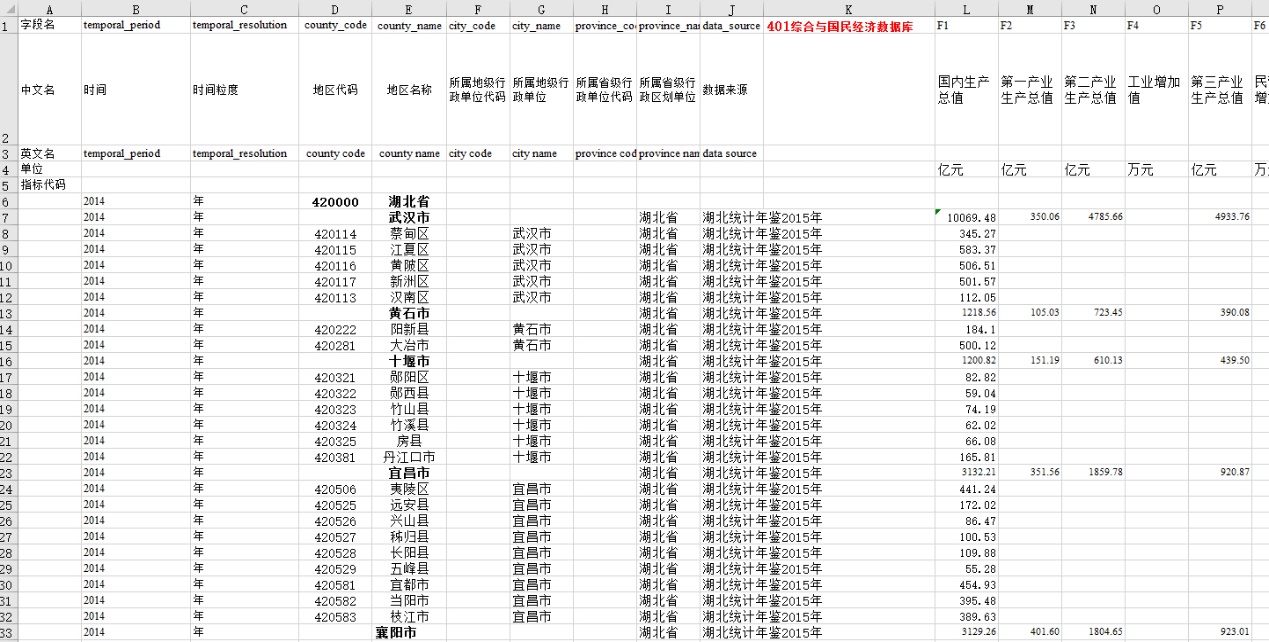 A B C D E F G H I J K L M N O P
1 字段名 temporal_period temporal_resolution county_code county_name city_code city_name province_co province_na data_source 401综合与国民经济数据库 F1 F2 F3 F4 F5 F6
2 中文名 时间 时间粒度 地区代码 地区名称 所属地级行政单位代码 所属地级行政单位 所属省级行政单位代码 所属省级行政区划单位 数据来源 国内生产总值 第一产业生产总值 第二产业生产总值 工业增加值 第三产业生产总值
3 英文名 temporal_period temporal_resolution county code county name city code city name province cod province nam data source
4 单位 亿元 亿元 亿元 万元 亿元 万
5 指标代码
6 2014 年 420000 湖北省
7 2014 年 武汉市 湖北省 湖北统计年鉴2015年 10069.48 350.06 4785.66 4933.76
8 2014 年 420114 蔡甸区 武汉市 湖北省 湖北统计年鉴2015年 345.27
9 2014 年 420115 江夏区 武汉市 湖北省 湖北统计年鉴2015年 583.37
10 2014 年 420116 黄陂区 武汉市 湖北省 湖北统计年鉴2015年 506.51
11 2014 年 420117 新洲区 武汉市 湖北省 湖北统计年鉴2015年 501.57
12 2014 年 420113 汉南区 武汉市 湖北省 湖北统计年鉴2015年 112.05
13 2014 年 黄石市 湖北省 湖北统计年鉴2015年 1218.56 105.03 723.45 390.08
14 2014 年 420222 阳新县 黄石市 湖北省 湖北统计年鉴2015年 184.1
15 2014 年 420281 大冶市 黄石市 湖北省 湖北统计年鉴2015年 500.12
16 2014 年 十堰市 湖北省 湖北统计年鉴2015年 1200.82 151.19 610.13 439.50
17 2014 年 420321 郧阳区 十堰市 湖北省 湖北统计年鉴2015年 82.82
18 2014 年 420322 郧西县 十堰市 湖北省 湖北统计年鉴2015年 59.04
19 2014 年 420323 竹山县 十堰市 湖北省 湖北统计年鉴2015年 74.19
20 2014 年 420324 竹溪县 十堰市 湖北省 湖北统计年鉴2015年 62.02
21 2014 年 420325 房县 十堰市 湖北省 湖北统计年鉴2015年 66.08
22 2014 年 420381 丹江口市 十堰市 湖北省 湖北统计年鉴2015年 165.81
23 2014 年 宜昌市 湖北省 湖北统计年鉴2015年 3132.21 351.56 1859.78 920.87
24 2014 年 420506 夷陵区 宜昌市 湖北省 湖北统计年鉴2015年 441.24
25 2014 年 420525 远安县 宜昌市 湖北省 湖北统计年鉴2015年 172.02
26 2014 年 420526 兴山县 宜昌市 湖北省 湖北统计年鉴2015年 86.47
27 2014 年 420527 秭归县 宜昌市 湖北省 湖北统计年鉴2015年 100.53
28 2014 年 420528 长阳县 宜昌市 湖北省 湖北统计年鉴2015年 109.88
29 2014 年 420529 五峰县 宜昌市 湖北省 湖北统计年鉴2015年 55.28
30 2014 年 420581 宜都市 宜昌市 湖北省 湖北统计年鉴2015年 454.93
31 2014 年 420582 当阳市 宜昌市 湖北省 湖北统计年鉴2015年 395.48
32 2014 年 420583 枝江市 宜昌市 湖北省 湖北统计年鉴2015年 389.63
33 2014 年 襄阳市 湖北省 湖北统计年鉴2015年 3129.26 401.60 1804.65 923.01